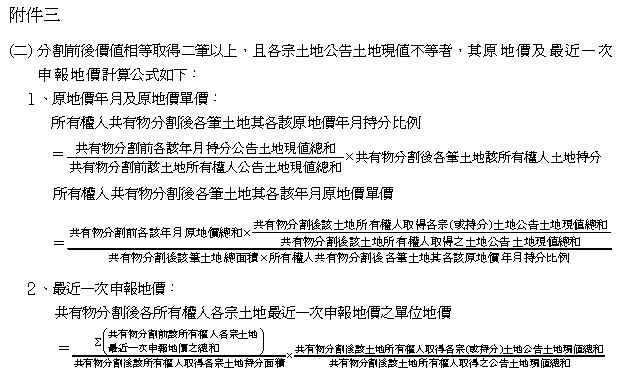 附件三
(二)分割前後價值相等取得二筆以上，且各宗土地公告土地現值不等者，其原地價及最近一次
申報地價計算公式如下：
1、原地價年月及原地價單價：
所有權人共有物分割後各筆土地其各該原地價年月持分比例
＝共有物分割前各該年月持分公告土地現值總和
共有物分割前該土地所有權人公告土地現值總和
×共有物分割後各筆土地該所有權人土地持分
所有權人共有物分割後各筆土地其各該年月原地價單價
＝共有物分割前各該年月原地價總和×共有物分割後該土地所有權人取得各宗(或持分)土地公告土地現值總和
共有物分割後該土地所有權人取得之土地公告土地現值總和
共有物分割後該筆土地總面積×所有權人共有物分割後各筆土地其各該原地價年月持分比例
2、最近一次申報地價：
共有物分割後各所有權人各宗土地最近一次申報地價之單位地價
＝Σ(共有物分割前該所有權人各宗土地
最近一次申報地價之總和)
共有物分割後該所有權人取得各宗土地持分面積
×共有物分割後該土地所有權人取得各宗(或持分)土地公告土地現值總和
共有物分割後該土地所有權人取得之公告土地現值總和